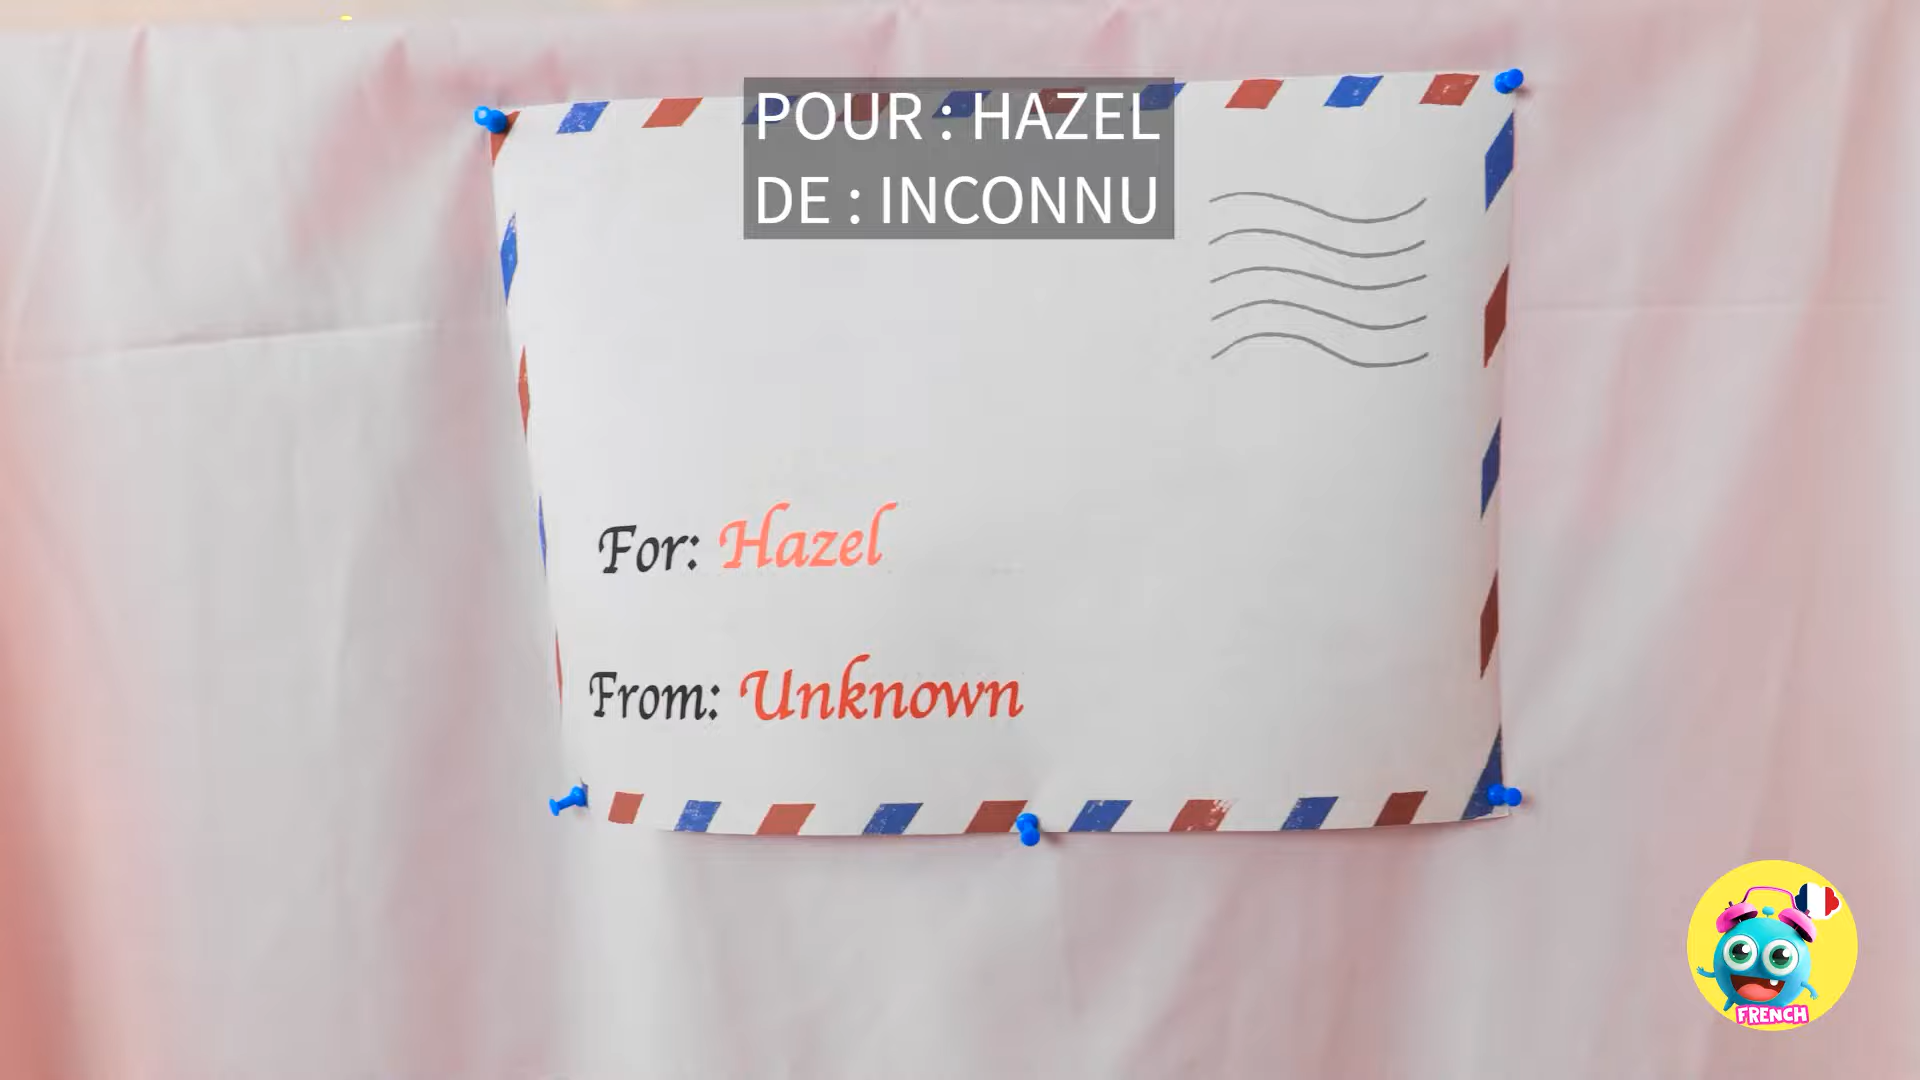 POUR : HAZEL
DE : INCONNU
For: Hazel
From: Unknown
FRENCH